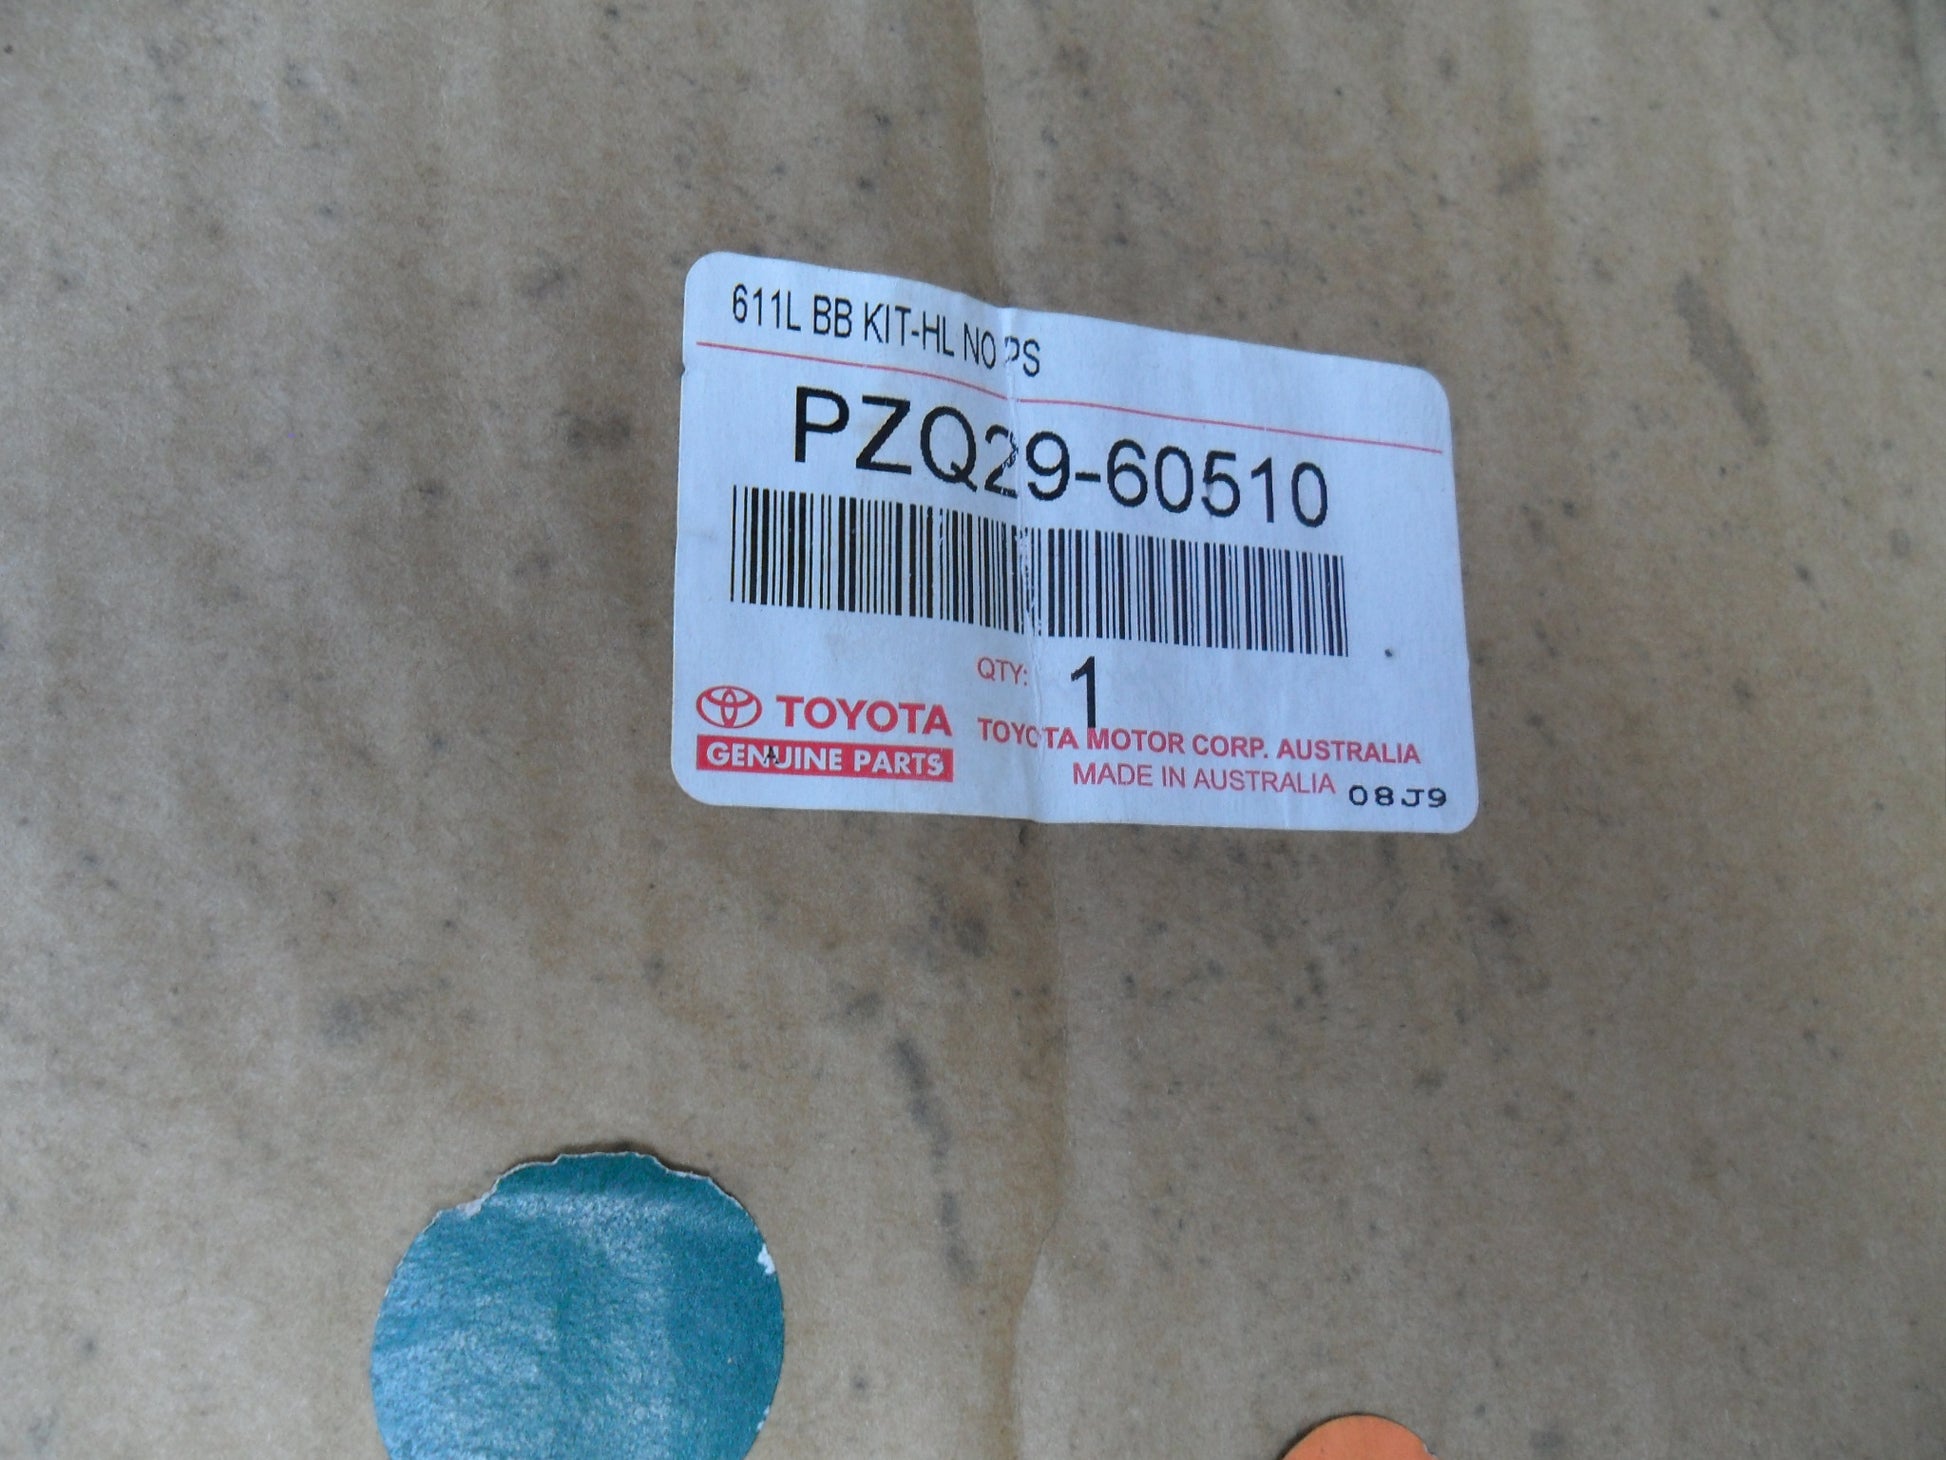 611L BB KIT-HL NO PS
PZQ29-60510
QTY: 1
TOYOTA
GENUINE PARTS
TOYOTA MOTOR CORP. AUSTRALIA
MADE IN AUSTRALIA
08J9